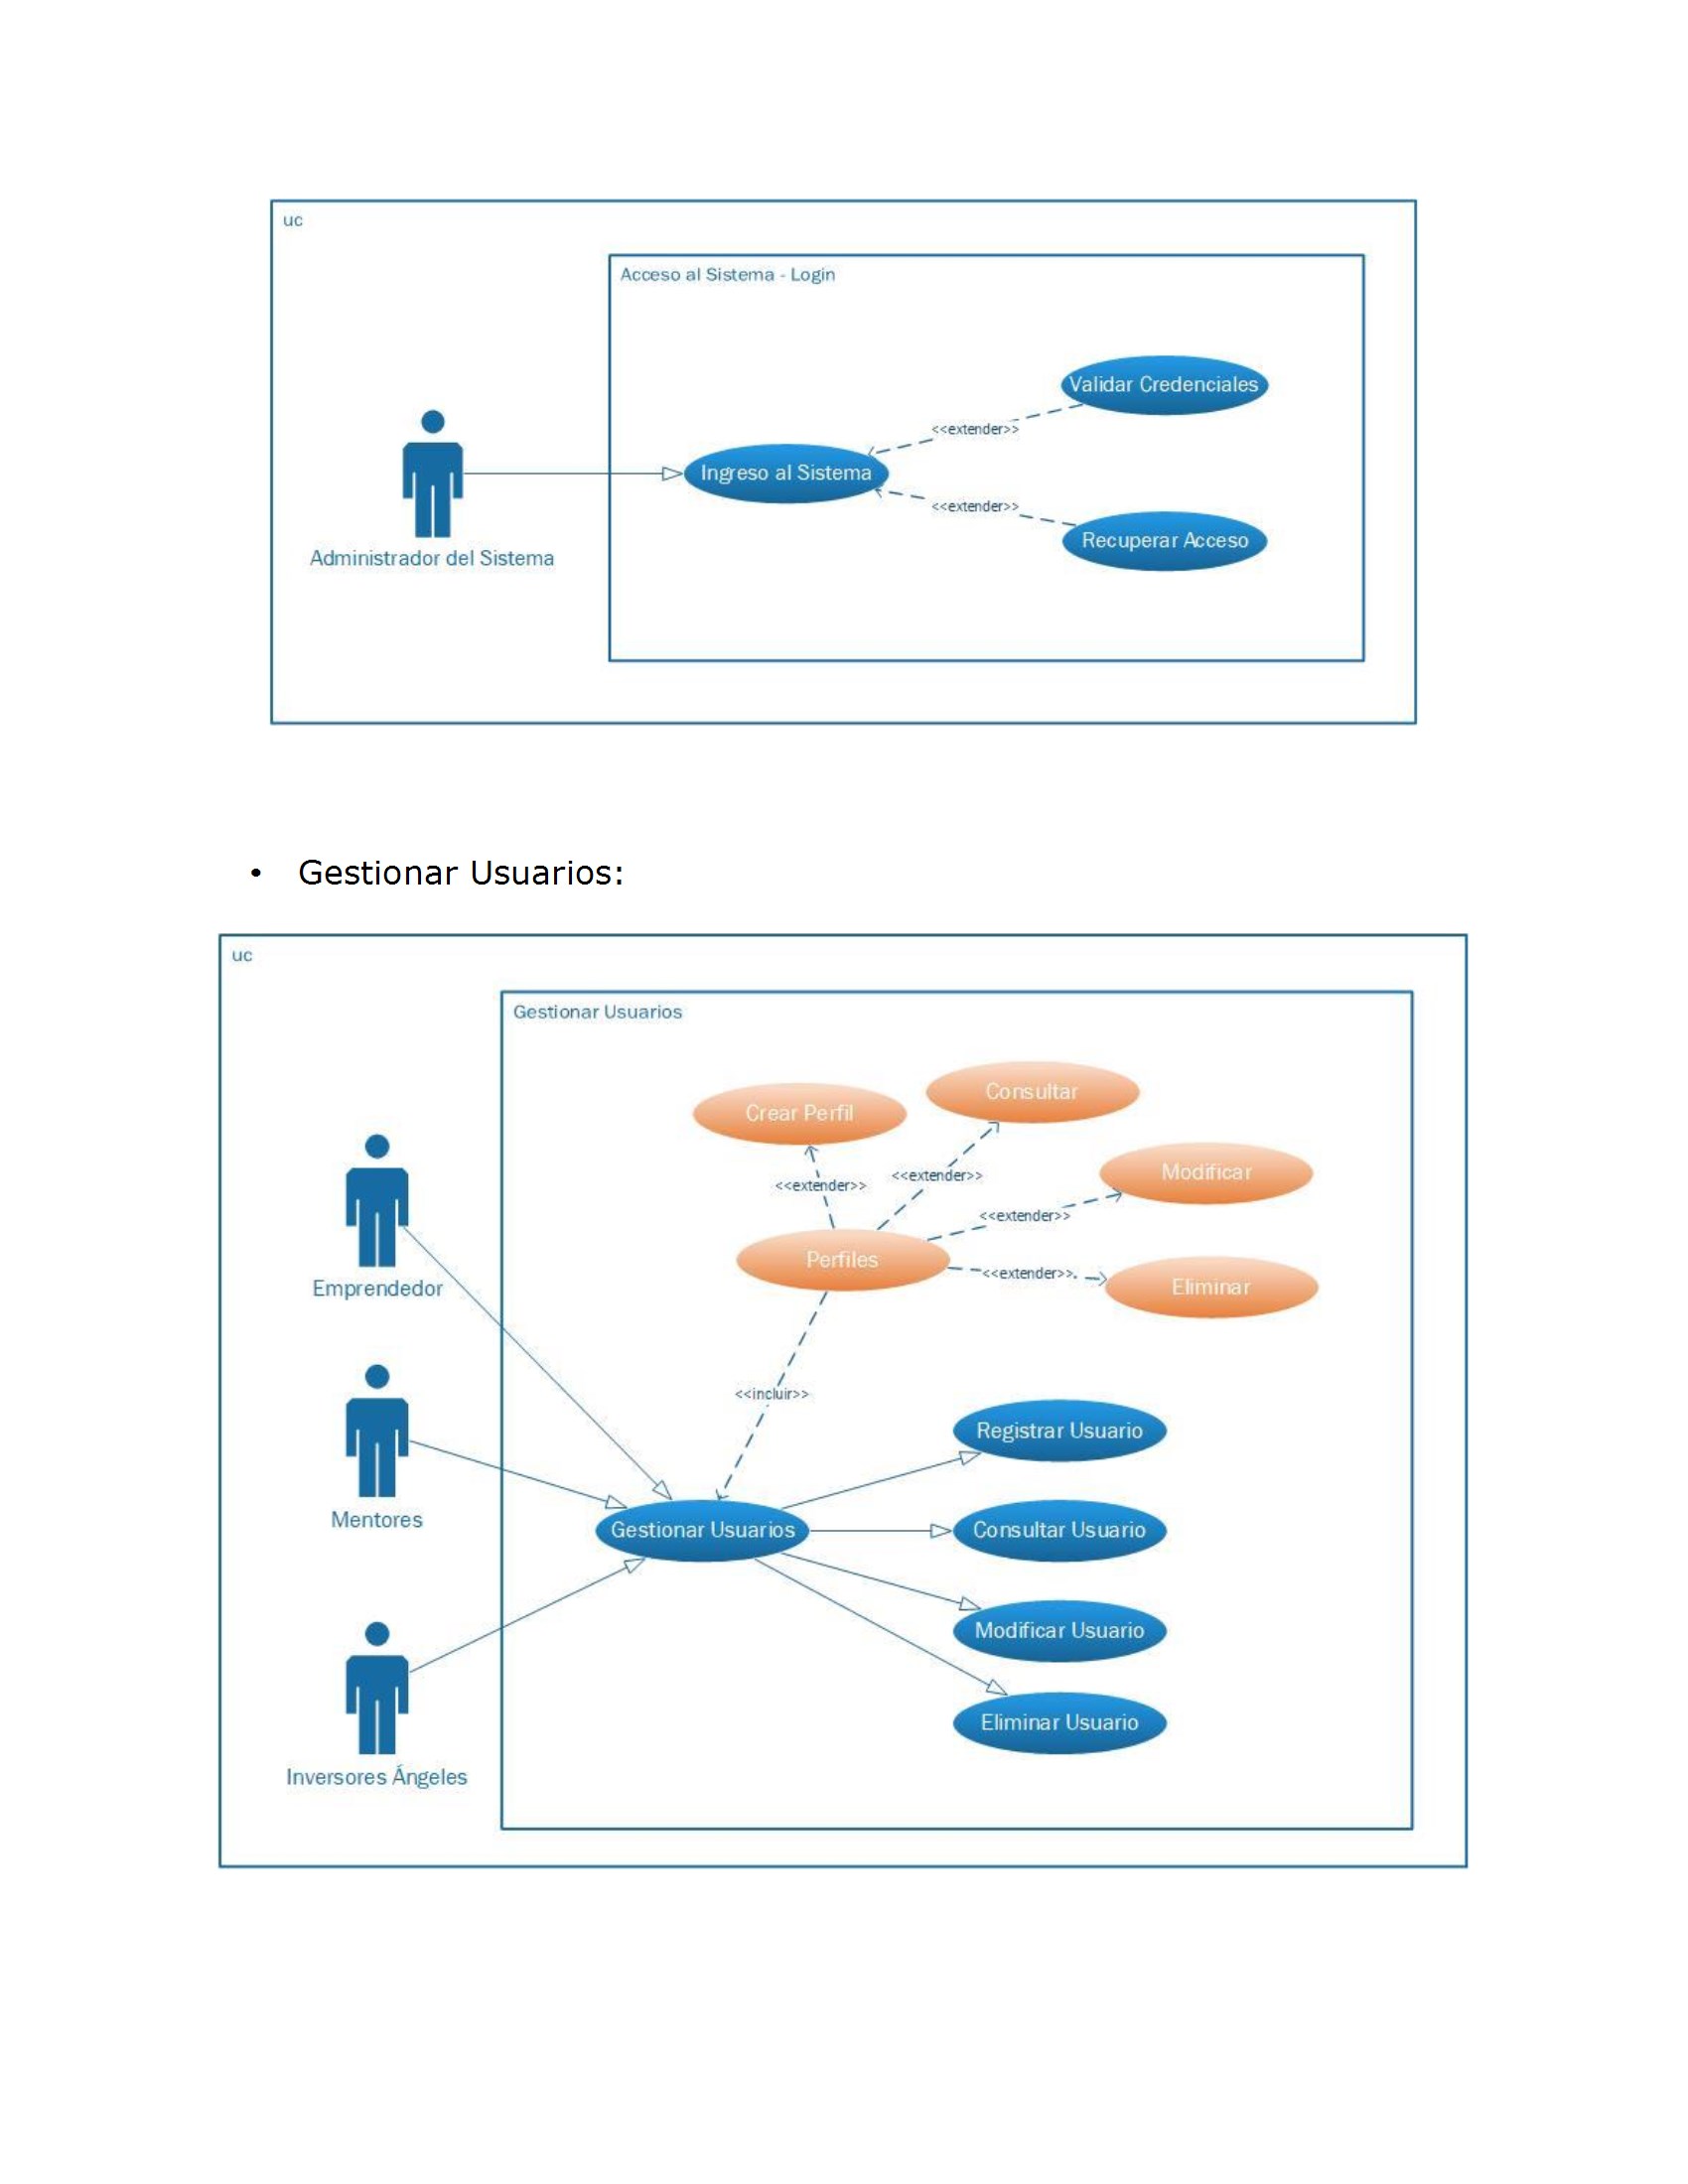 uc
Acceso al Sistema - Login
Validar Credenciales
<<extender>>
Ingreso al Sistema
<<extender>>
Recuperar Acceso
Administrador del Sistema
• Gestionar Usuarios:
uc
Gestionar Usuarios
Consultar
Crear Perfil
Modificar
<<extender>>
<<extender>>
<<extender>>
Perfiles
<<extender>>
Eliminar
Emprendedor
<<incluir>>
Registrar Usuario
Mentores
Gestionar Usuarios
Consultar Usuario
Modificar Usuario
Eliminar Usuario
Inversores Ángeles